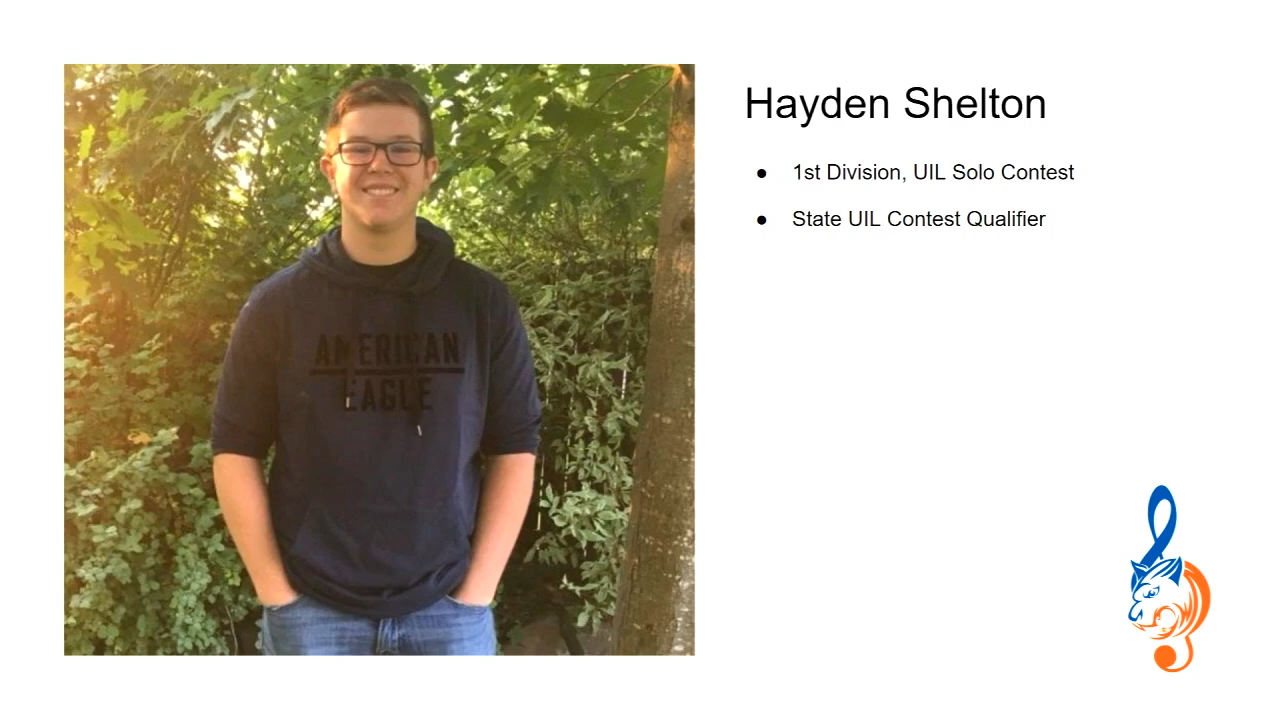 Hayden Shelton
● 1st Division, UIL Solo Contest
● State UIL Contest Qualifier
AMERICAN
EAGLE